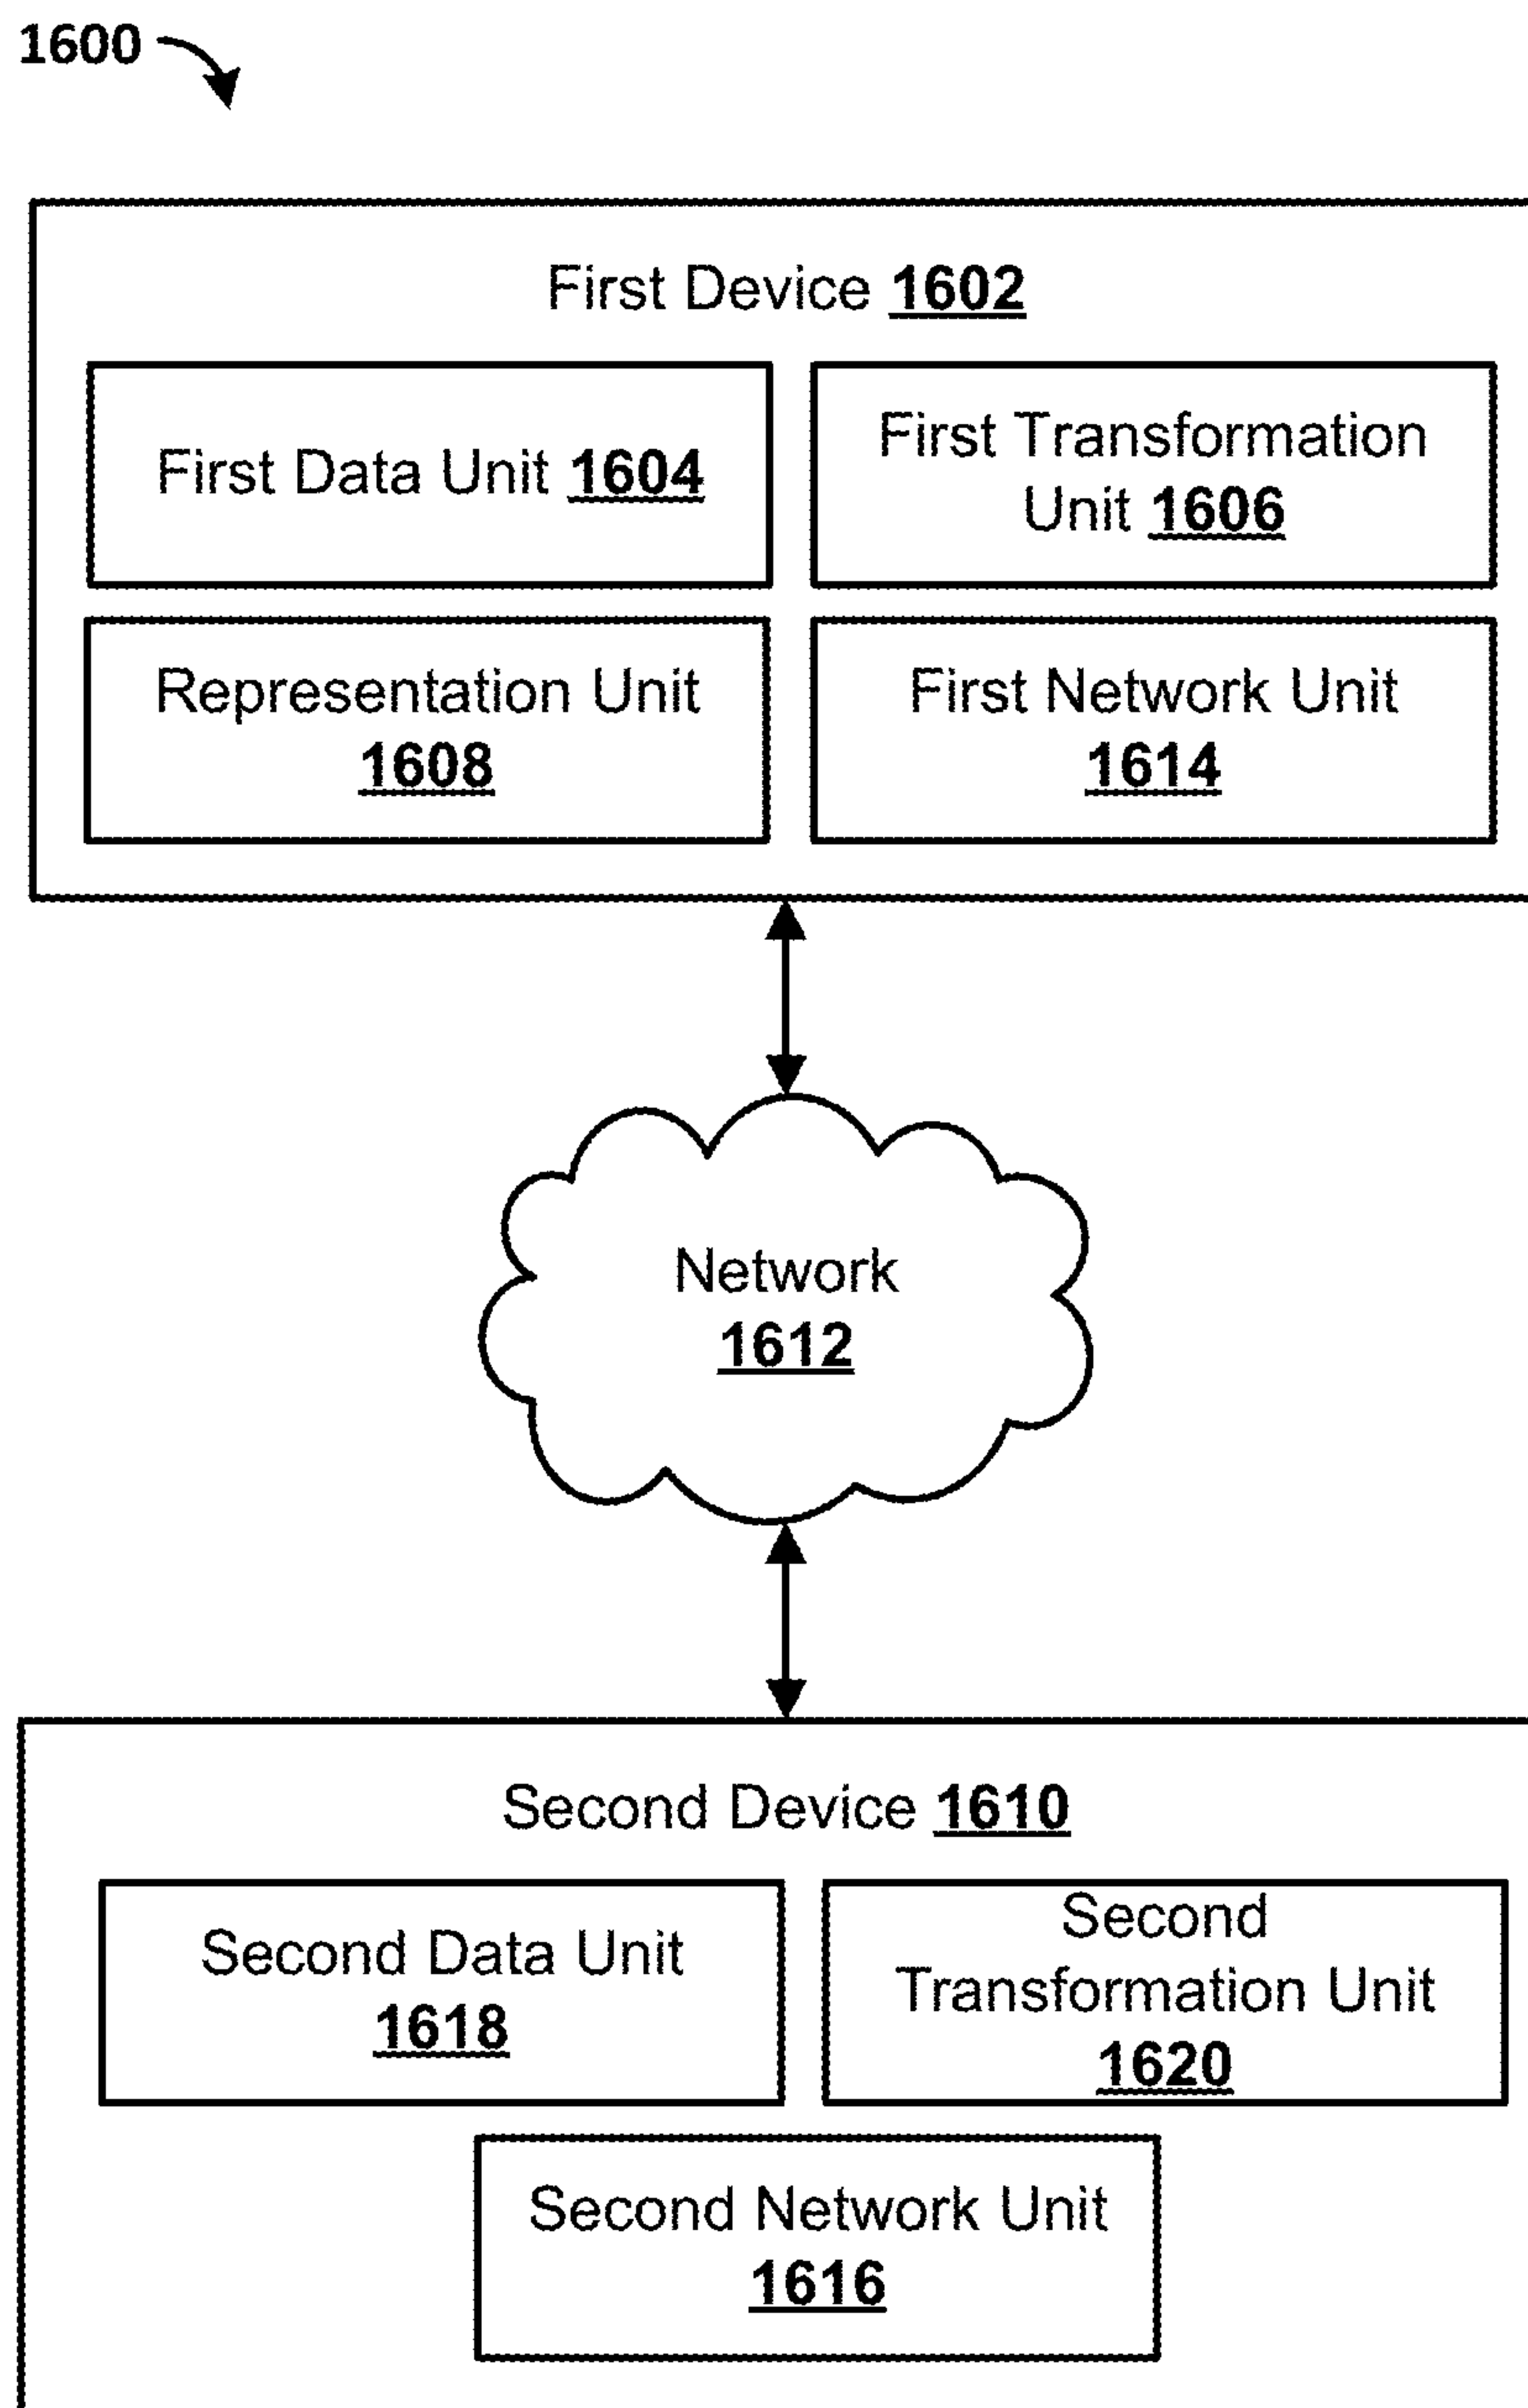 1600
First Device 1602
First Data Unit 1604
First Transformation
Unit 1606
Representation Unit
1608
First Network Unit
1614
Network
1612
Second Device 1610
Second Data Unit
1618
Second
Transformation Unit
1620
Second Network Unit
1616